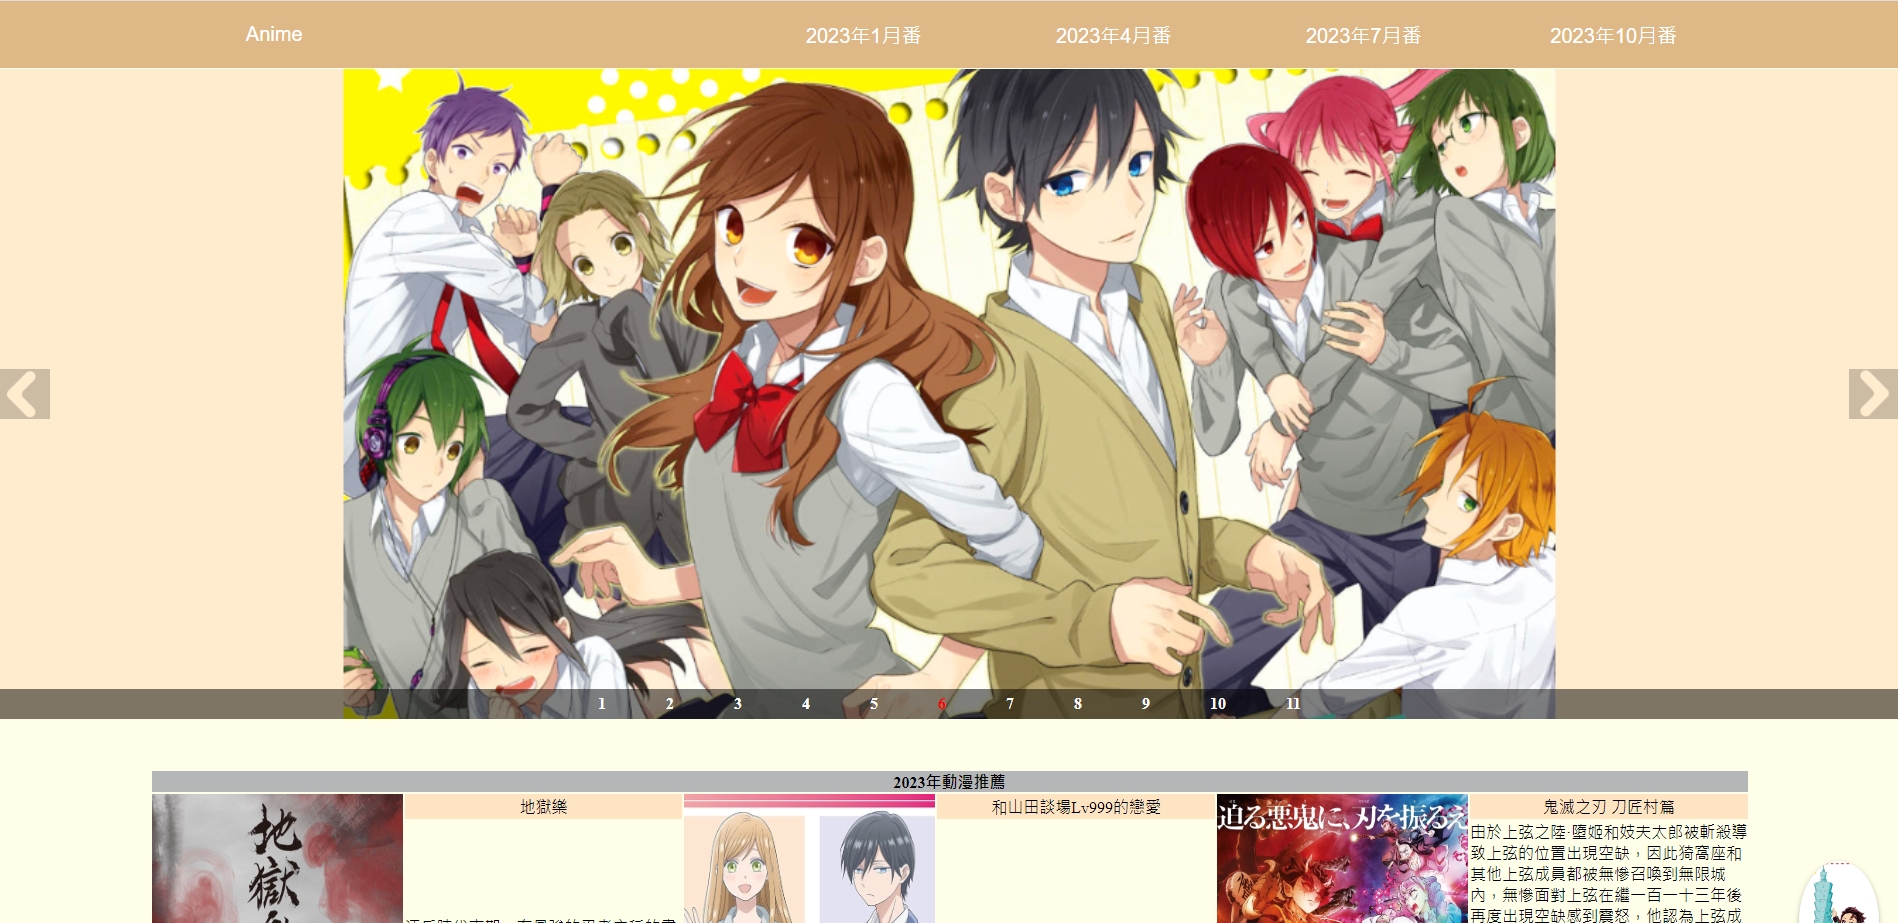 Anime
2023年1月番
2023年4月番
2023年7月番
2023年10月番
1 2 3 4 5 6 7 8 9 10 11
2023年動漫推薦
地獄樂
地獄
和山田談場Lv999的戀愛
迫る悪鬼に、刃を振るえ
鬼滅之刃 刀匠村篇
由於上弦之陸·墮姬和妓夫太郎被斬殺導
致上弦的位置出現空缺，因此猗窩座和
其他上弦成員都被無慘召喚到無限城
內，無慘面對上弦在繼一百一十三年後
再度出現空缺感到震怒，他認為上弦成